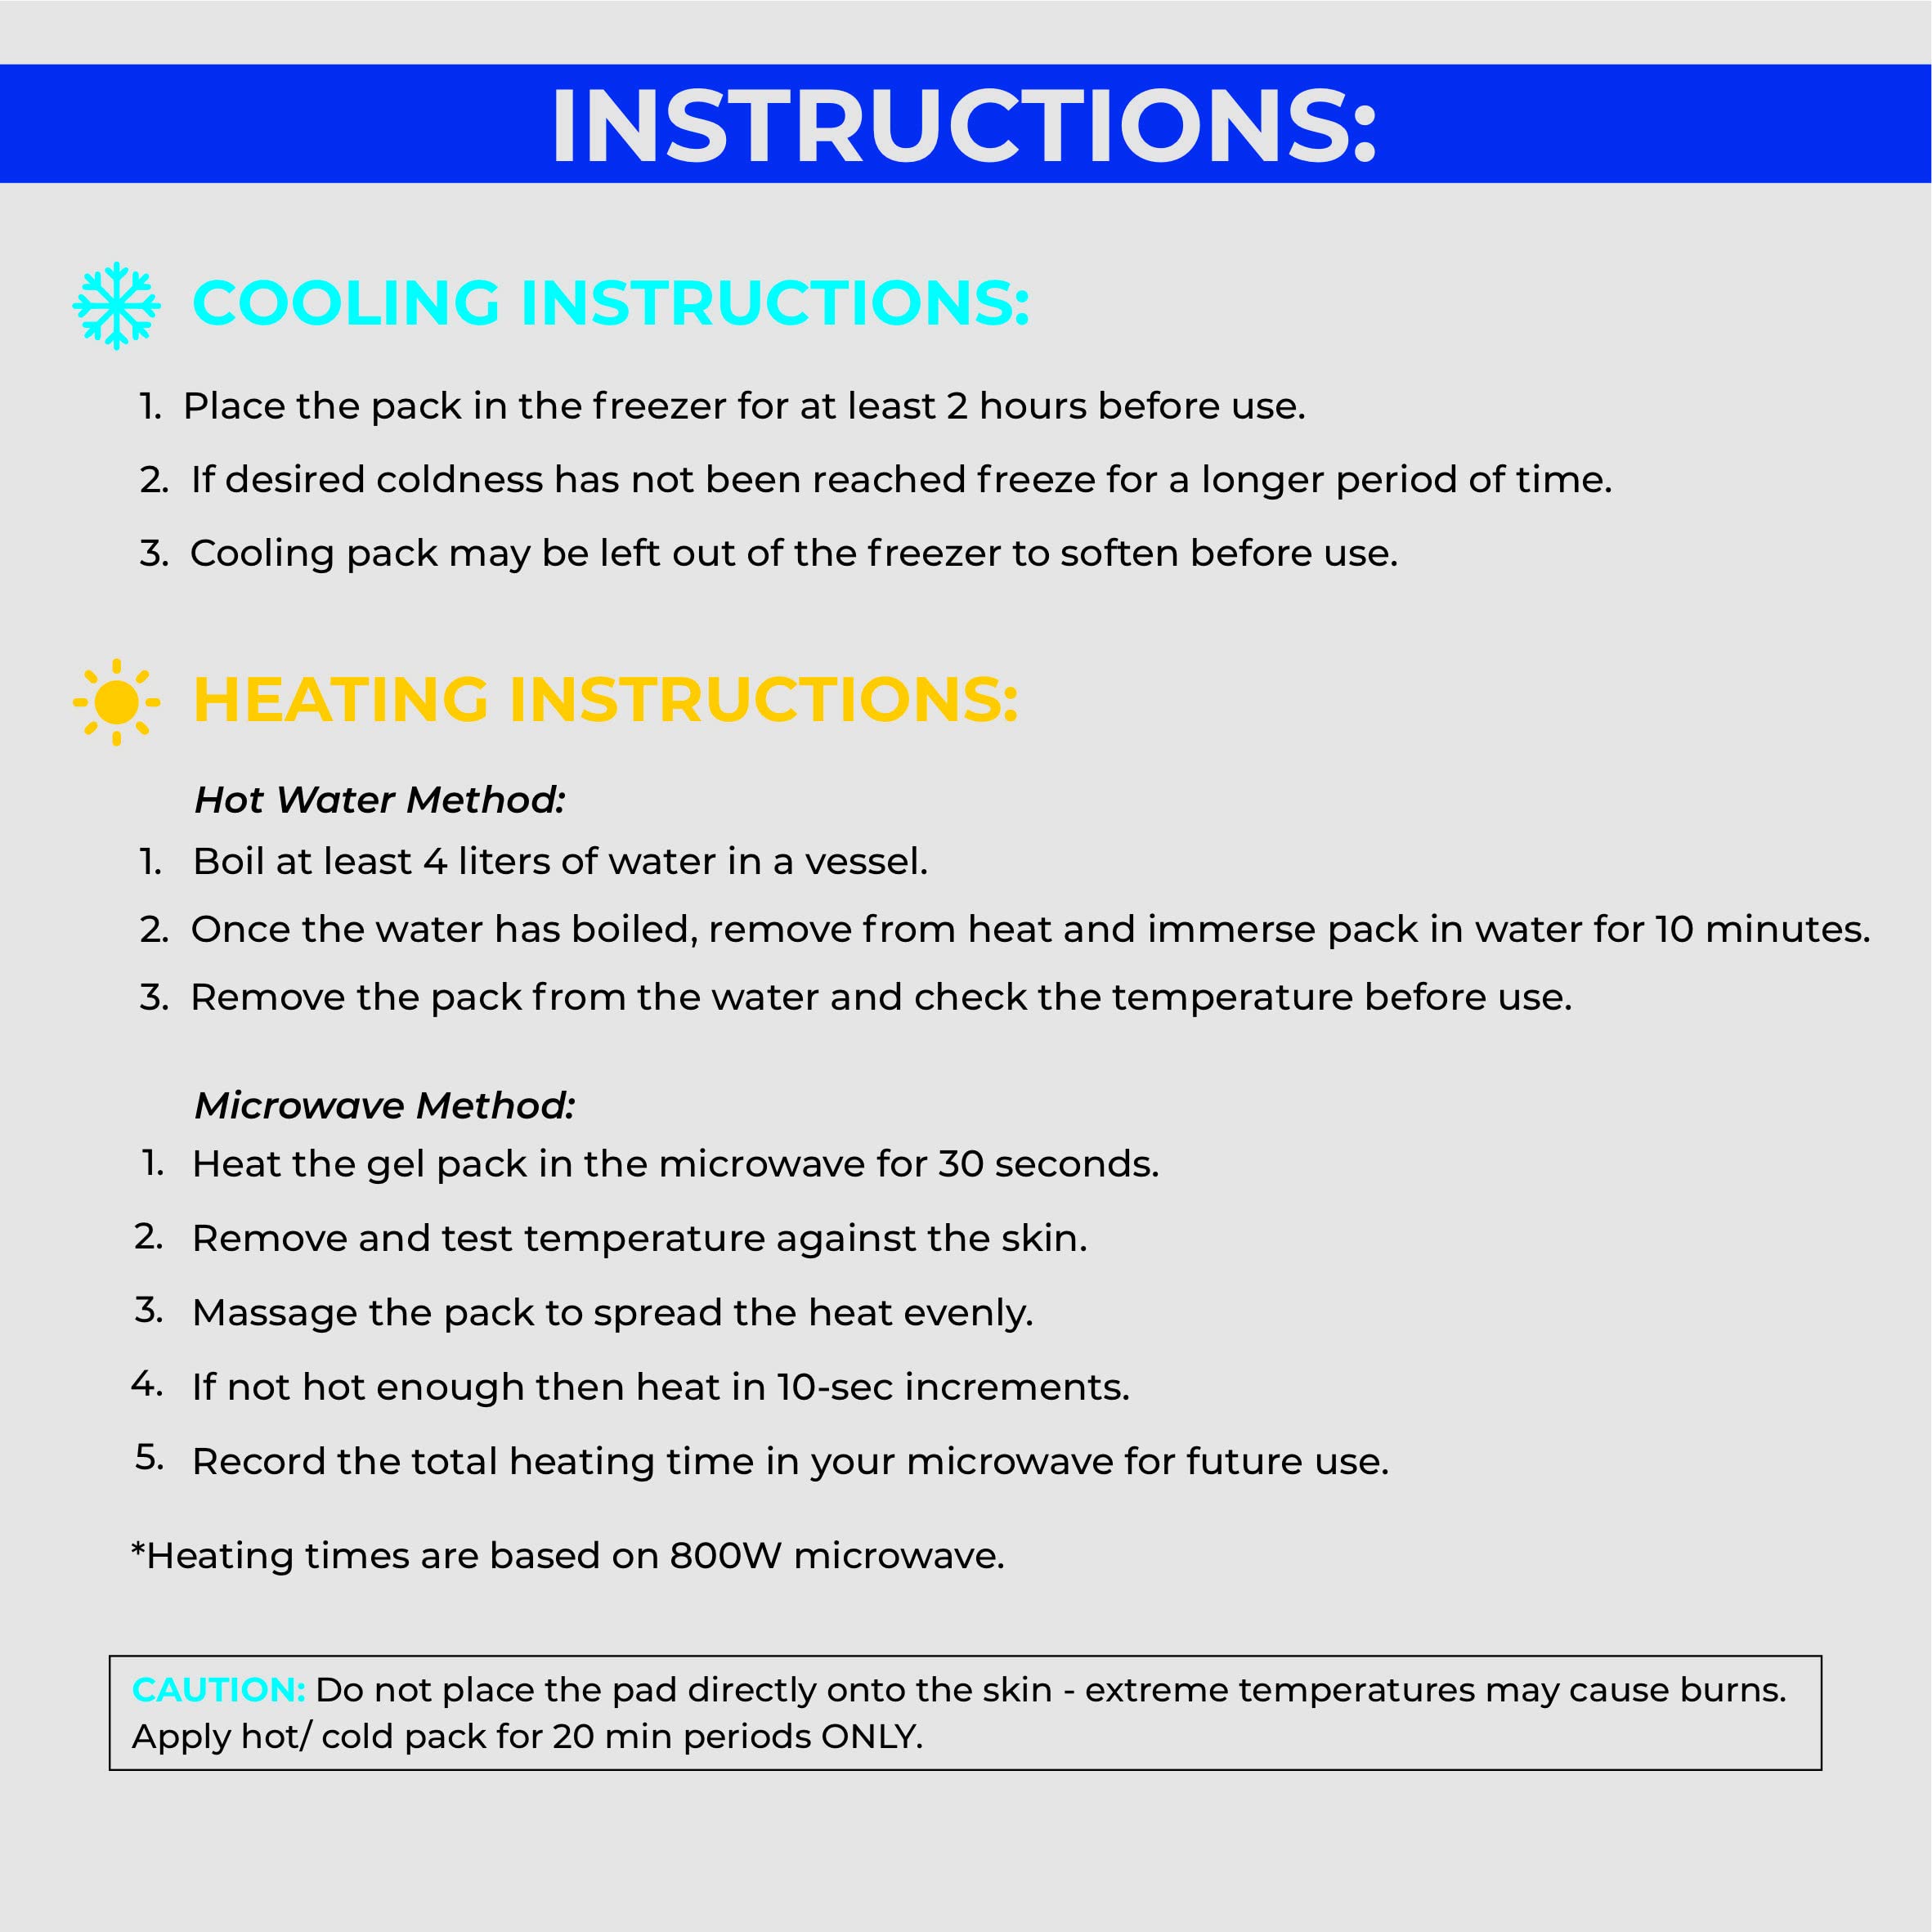 INSTRUCTIONS:
COOLING INSTRUCTIONS:
1. Place the pack in the freezer for at least 2 hours before use.
2. If desired coldness has not been reached freeze for a longer period of time.
3. Cooling pack may be left out of the freezer to soften before use.
HEATING INSTRUCTIONS:
Hot Water Method:
1. Boil at least 4 liters of water in a vessel.
2. Once the water has boiled, remove from heat and immerse pack in water for 10 minutes.
3. Remove the pack from the water and check the temperature before use.
Microwave Method:
1. Heat the gel pack in the microwave for 30 seconds.
2. Remove and test temperature against the skin.
3. Massage the pack to spread the heat evenly.
4. If not hot enough then heat in 10-sec increments.
5. Record the total heating time in your microwave for future use.
*Heating times are based on 800W microwave.
CAUTION: Do not place the pad directly onto the skin - extreme temperatures may cause burns.
Apply hot/ cold pack for 20 min periods ONLY.